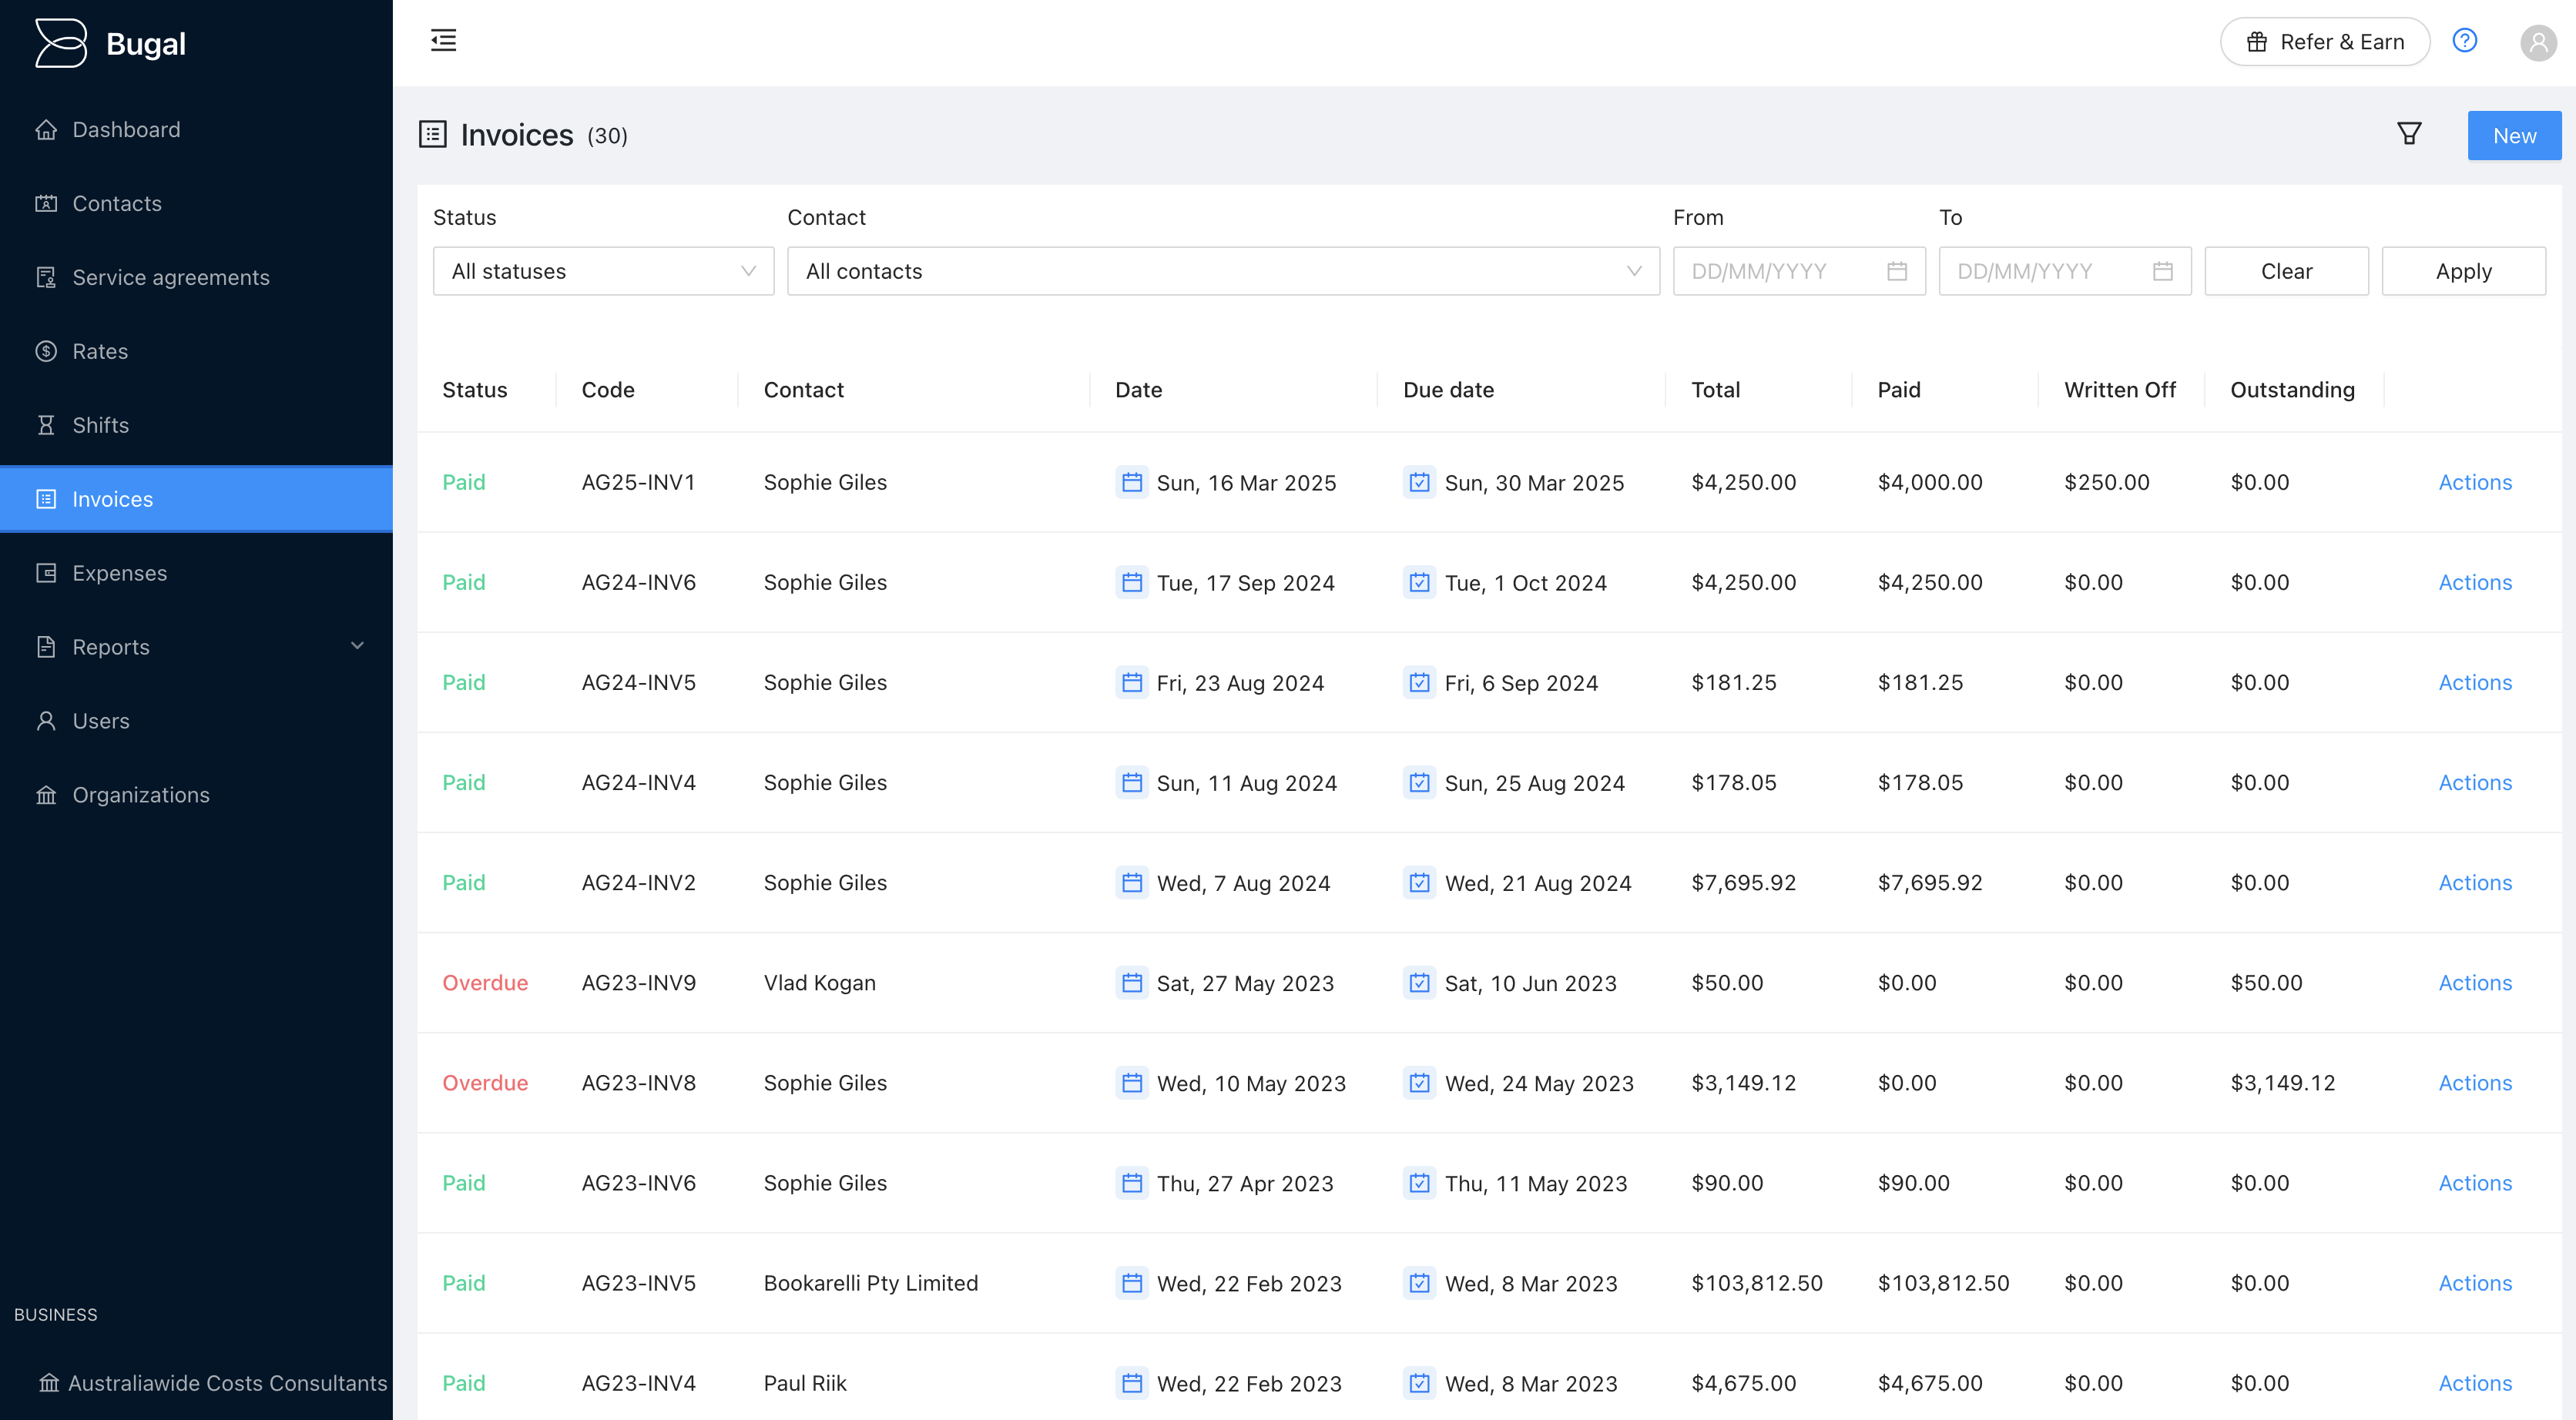 Bugal
Refer & Earn
Dashboard
Contacts
Service agreements
Rates
Shifts
Invoices
Expenses
Reports
Users
Organizations
BUSINESS
Australiawide Costs Consultants
Invoices (30)
New
Status Contact From To
All statuses All contacts DD/MM/YYYY DD/MM/YYYY Clear Apply
Status Code Contact Date Due date Total Paid Written Off Outstanding
Paid AG25-INV1 Sophie Giles Sun, 16 Mar 2025 Sun, 30 Mar 2025 $4,250.00 $4,000.00 $250.00 $0.00 Actions
Paid AG24-INV6 Sophie Giles Tue, 17 Sep 2024 Tue, 1 Oct 2024 $4,250.00 $4,250.00 $0.00 $0.00 Actions
Paid AG24-INV5 Sophie Giles Fri, 23 Aug 2024 Fri, 6 Sep 2024 $181.25 $181.25 $0.00 $0.00 Actions
Paid AG24-INV4 Sophie Giles Sun, 11 Aug 2024 Sun, 25 Aug 2024 $178.05 $178.05 $0.00 $0.00 Actions
Paid AG24-INV2 Sophie Giles Wed, 7 Aug 2024 Wed, 21 Aug 2024 $7,695.92 $7,695.92 $0.00 $0.00 Actions
Overdue AG23-INV9 Vlad Kogan Sat, 27 May 2023 Sat, 10 Jun 2023 $50.00 $0.00 $0.00 $50.00 Actions
Overdue AG23-INV8 Sophie Giles Wed, 10 May 2023 Wed, 24 May 2023 $3,149.12 $0.00 $0.00 $3,149.12 Actions
Paid AG23-INV6 Sophie Giles Thu, 27 Apr 2023 Thu, 11 May 2023 $90.00 $90.00 $0.00 $0.00 Actions
Paid AG23-INV5 Bookarelli Pty Limited Wed, 22 Feb 2023 Wed, 8 Mar 2023 $103,812.50 $103,812.50 $0.00 $0.00 Actions
Paid AG23-INV4 Paul Riik Wed, 22 Feb 2023 Wed, 8 Mar 2023 $4,675.00 $4,675.00 $0.00 $0.00 Actions